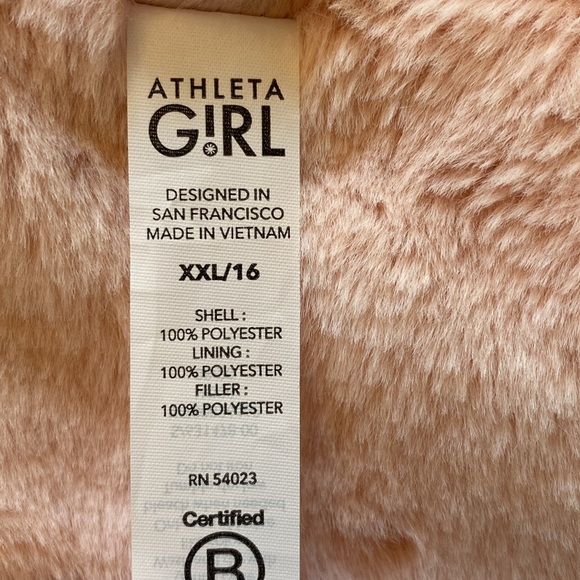 ATHLETA
G!RL
DESIGNED IN
SAN FRANCISCO
MADE IN VIETNAM
XXL/16
SHELL :
100% POLYESTER
LINING :
100% POLYESTER
FILLER :
100% POLYESTER
RN 54023
Certified
B